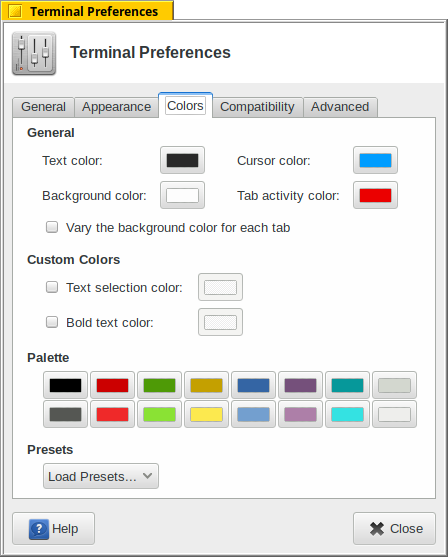 Terminal Preferences
Terminal Preferences
General Appearance Colors Compatibility Advanced
General
Text color: Cursor color:
Background color: Tab activity color:
Vary the background color for each tab
Custom Colors
Text selection color:
Bold text color:
Palette
Presets
Load Presets...
? Help Close